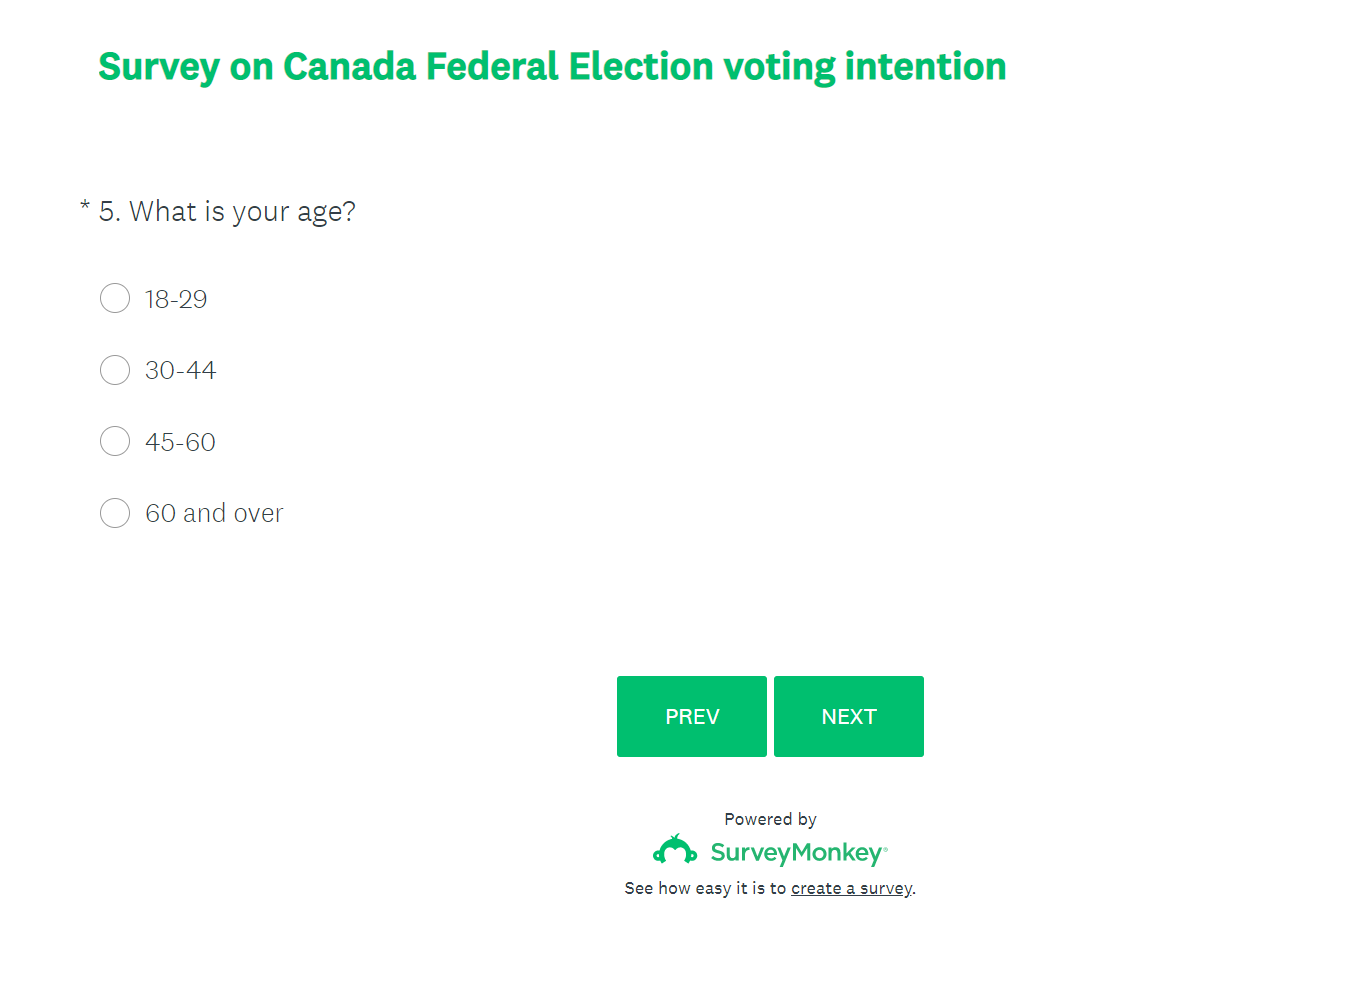 Survey on Canada Federal Election voting intention
* 5. What is your age?
18-29
30-44
45-60
60 and over
PREV NEXT
Powered by
SurveyMonkey®
See how easy it is to create a survey.